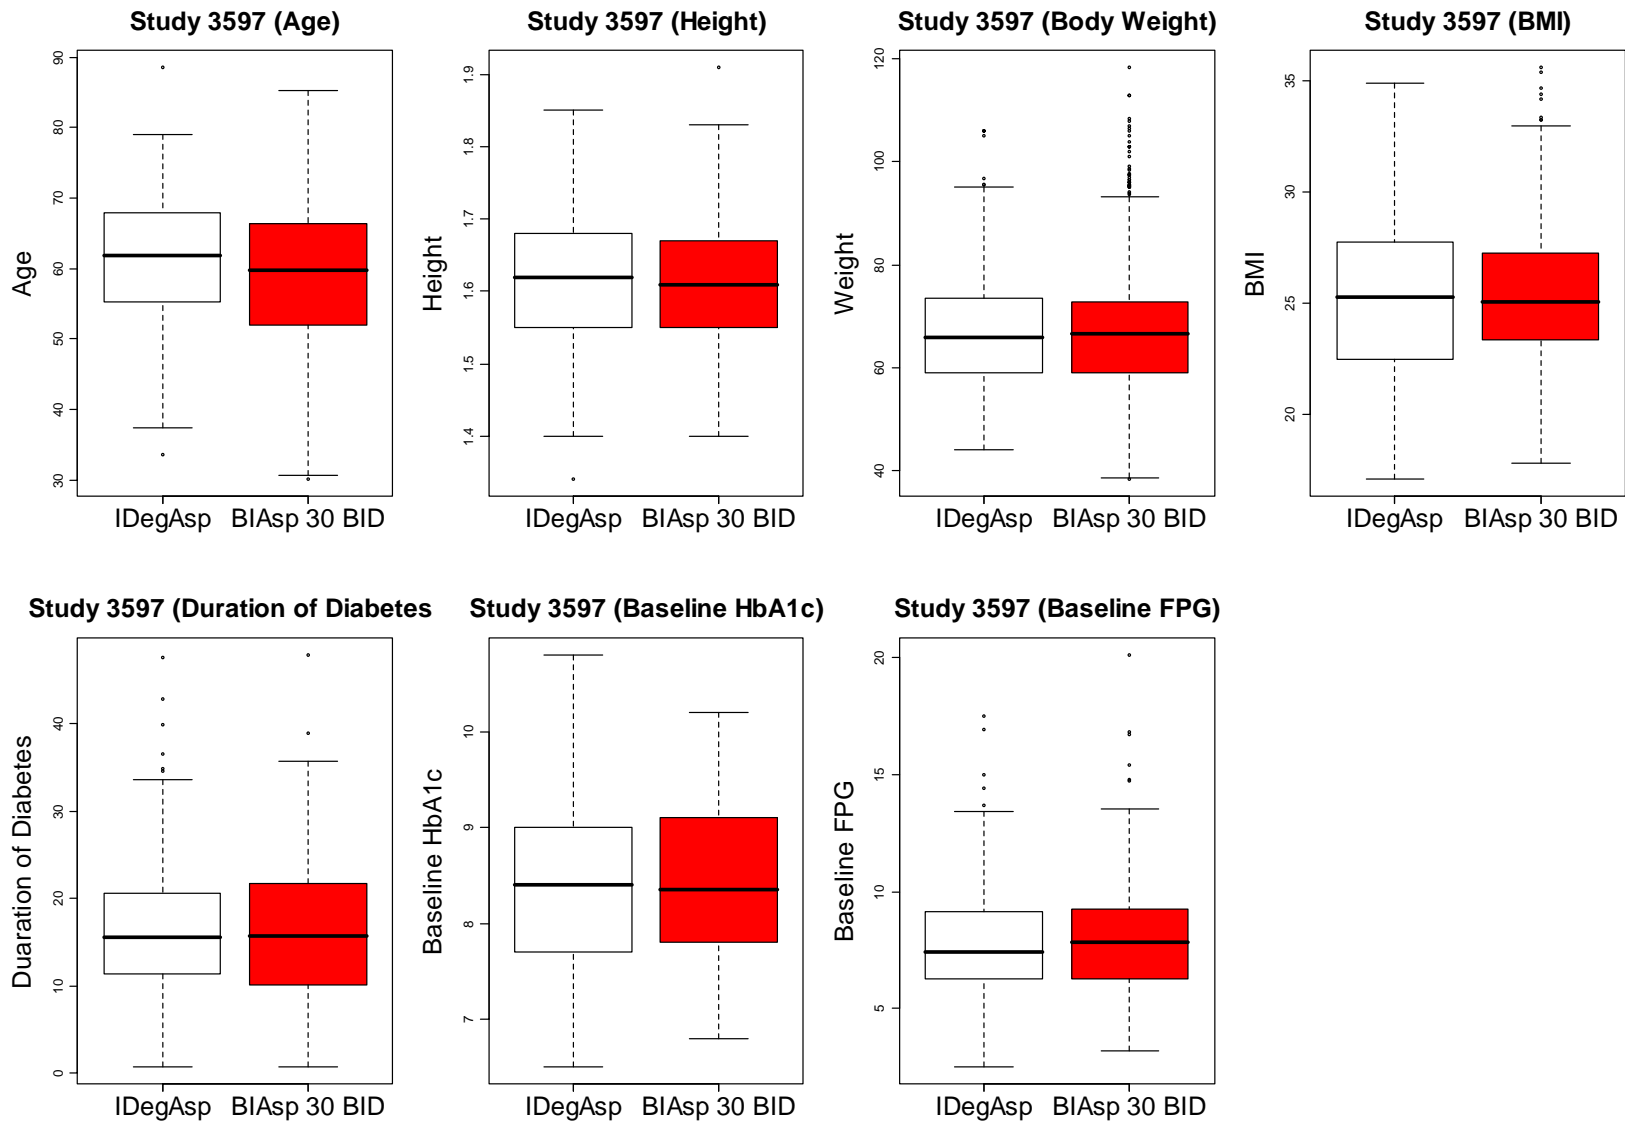 Study 3597 (Age)
Age
30
40
50
60
70
80
90
IDegAsp BIAsp 30 BID
Study 3597 (Height)
Height
1.4
1.5
1.6
1.7
1.8
1.9
IDegAsp BIAsp 30 BID
Study 3597 (Body Weight)
Weight
40
60
80
100
120
IDegAsp BIAsp 30 BID
Study 3597 (BMI)
BMI
20
25
30
35
IDegAsp BIAsp 30 BID
Study 3597 (Duration of Diabetes
Duaration of Diabetes
0
10
20
30
40
IDegAsp BIAsp 30 BID
Study 3597 (Baseline HbA1c)
Baseline HbA1c
7
8
9
10
IDegAsp BIAsp 30 BID
Study 3597 (Baseline FPG)
Baseline FPG
5
10
15
20
IDegAsp BIAsp 30 BID